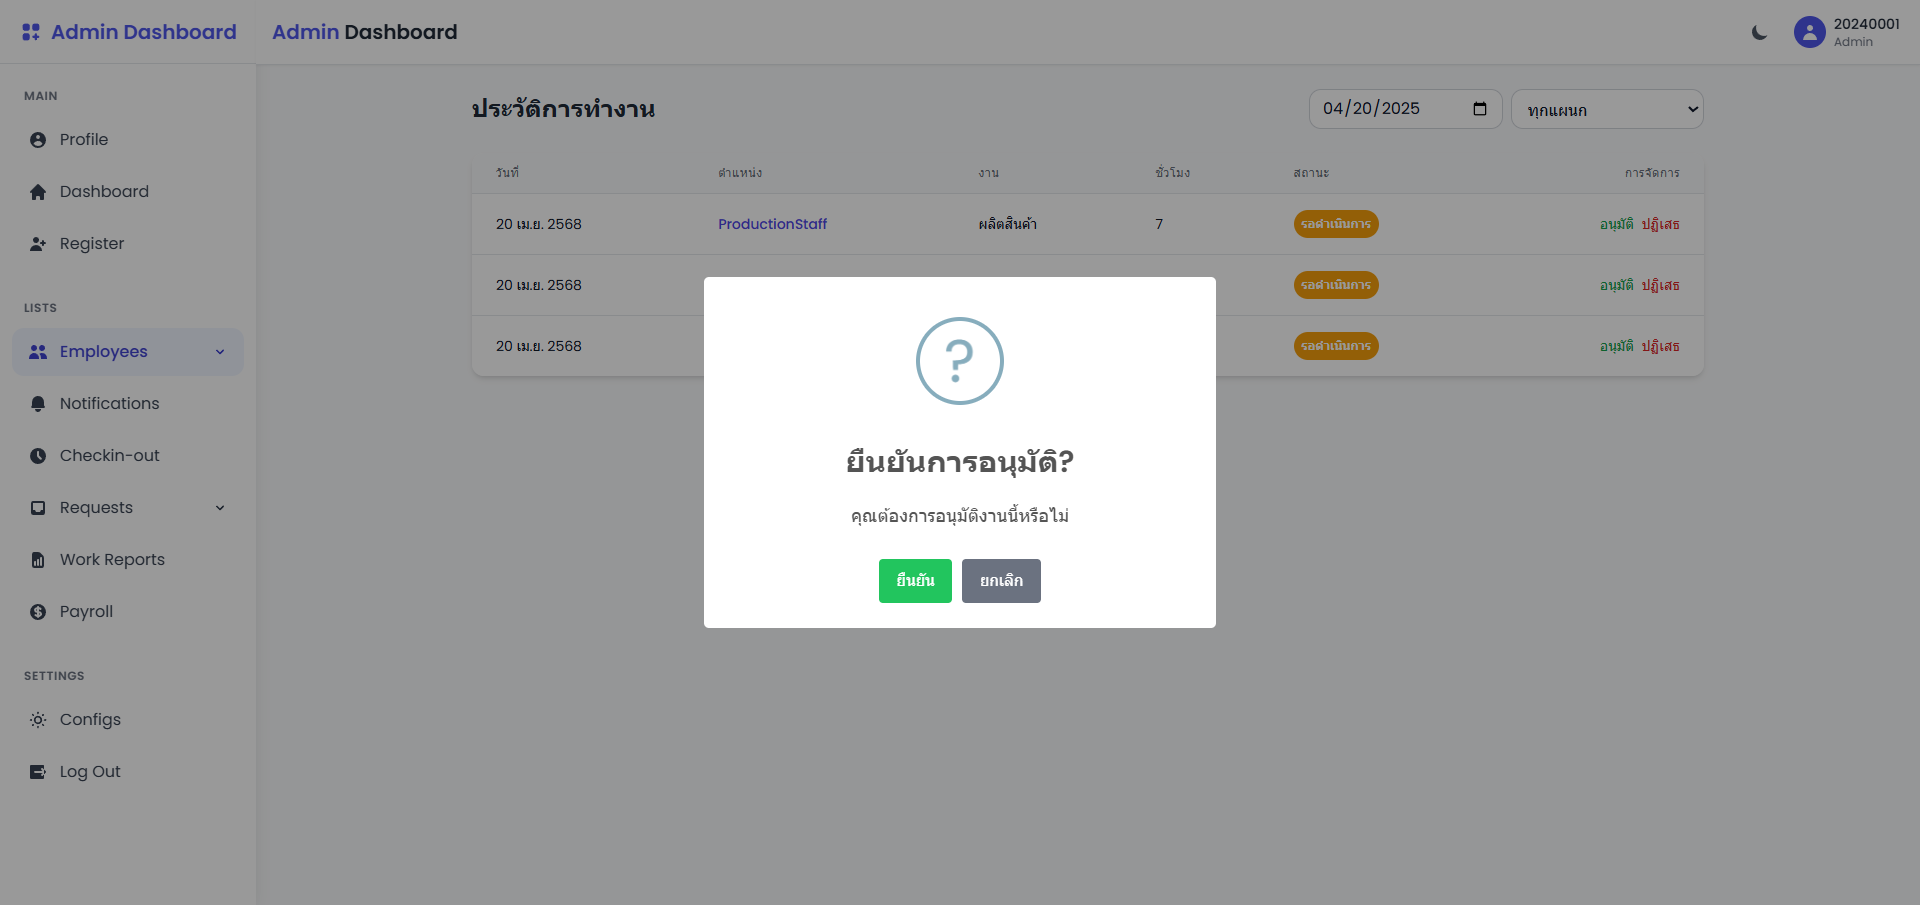 Admin Dashboard
Admin Dashboard
20240001
Admin
MAIN
Profile
Dashboard
Register
LISTS
Employees
Notifications
Checkin-out
Requests
Work Reports
Payroll
SETTINGS
Configs
Log Out
ประวัติการทำงาน
04/20/2025
ทุกแผนก
วันที่ ตำแหน่ง งาน ชั่วโมง สถานะ การจัดการ
20 เม.ย. 2568 ProductionStaff ผลิตสินค้า 7 รอดำเนินการ อนุมัติ ปฏิเสธ
20 เม.ย. 2568 รอดำเนินการ อนุมัติ ปฏิเสธ
20 เม.ย. 2568 รอดำเนินการ อนุมัติ ปฏิเสธ
ยืนยันการอนุมัติ?
คุณต้องการอนุมัติงานนี้หรือไม่
ยืนยัน ยกเลิก